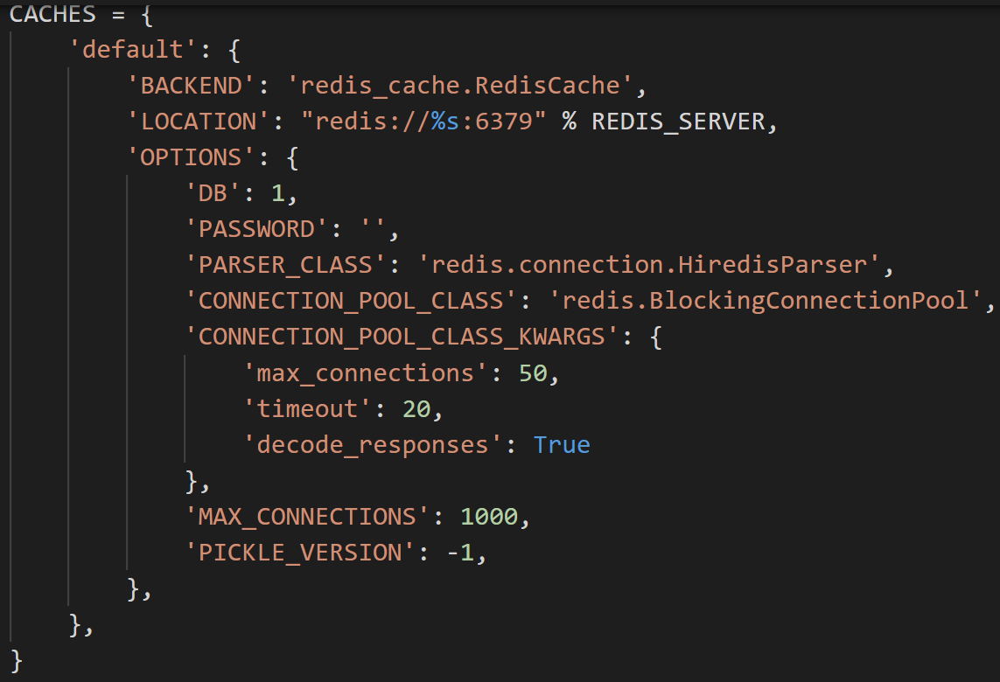 CACHES = {
    'default': {
        'BACKEND': 'redis_cache.RedisCache',
        'LOCATION': "redis://%s:6379" % REDIS_SERVER,
        'OPTIONS': {
            'DB': 1,
            'PASSWORD': '',
            'PARSER_CLASS': 'redis.connection.HiredisParser',
            'CONNECTION_POOL_CLASS': 'redis.BlockingConnectionPool',
            'CONNECTION_POOL_CLASS_KWARGS': {
                'max_connections': 50,
                'timeout': 20,
                'decode_responses': True
            },
            'MAX_CONNECTIONS': 1000,
            'PICKLE_VERSION': -1,
        },
    },
}